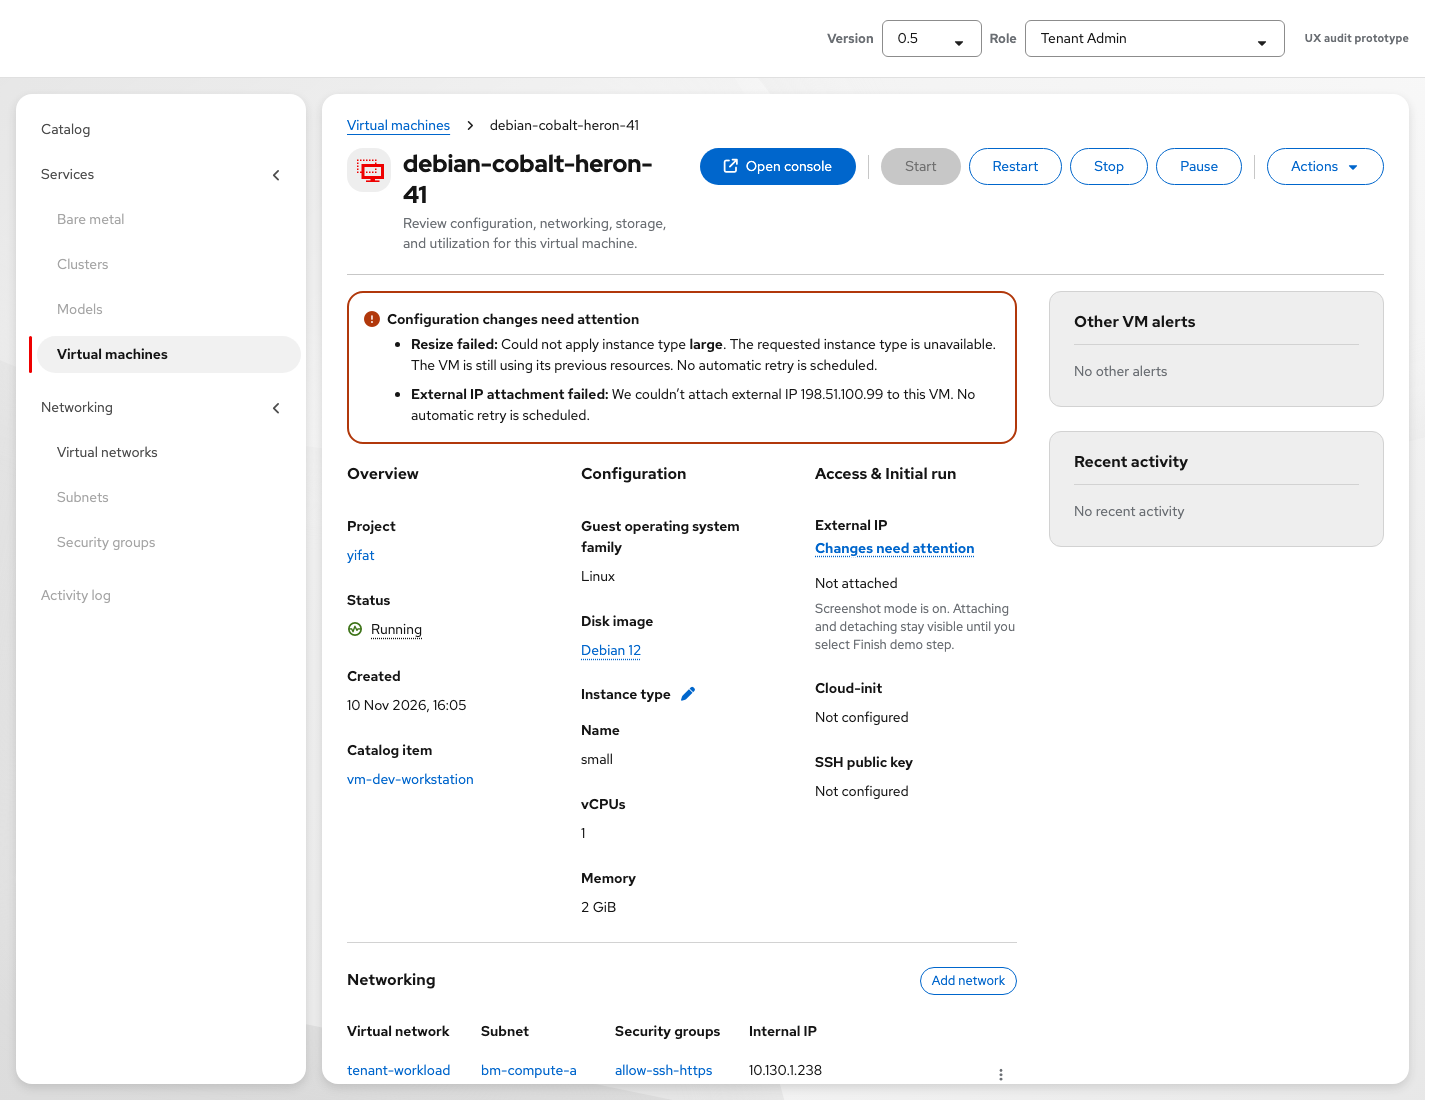 Version 0.5 Role Tenant Admin UX audit prototype
Catalog
Services
Bare metal
Clusters
Models
Virtual machines
Networking
Virtual networks
Subnets
Security groups
Activity log
Virtual machines > debian-cobalt-heron-41
debian-cobalt-heron-
41
Review configuration, networking, storage,
and utilization for this virtual machine.
Open console Start Restart Stop Pause Actions
Configuration changes need attention
• Resize failed: Could not apply instance type large. The requested instance type is unavailable.
The VM is still using its previous resources. No automatic retry is scheduled.
• External IP attachment failed: We couldn’t attach external IP 198.51.100.99 to this VM. No
automatic retry is scheduled.
Overview
Project
yifat
Status
Running
Created
10 Nov 2026, 16:05
Catalog item
vm-dev-workstation
Configuration
Guest operating system
family
Linux
Disk image
Debian 12
Instance type
Name
small
vCPUs
1
Memory
2 GiB
Access & Initial run
External IP
Changes need attention
Not attached
Screenshot mode is on. Attaching
and detaching stay visible until you
select Finish demo step.
Cloud-init
Not configured
SSH public key
Not configured
Networking
Add network
Virtual network Subnet Security groups Internal IP
tenant-workload bm-compute-a allow-ssh-https 10.130.1.238
Other VM alerts
No other alerts
Recent activity
No recent activity